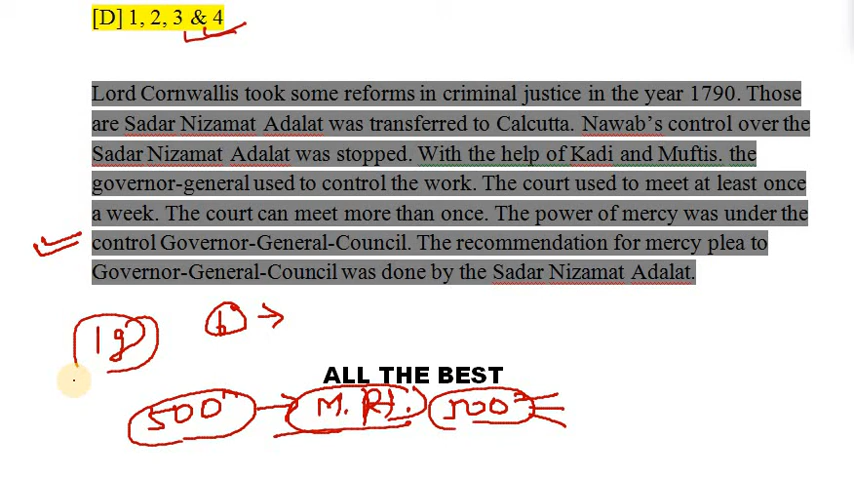 [D] 1, 2, 3 & 4
Lord Cornwallis took some reforms in criminal justice in the year 1790. Those
are Sadar Nizamat Adalat was transferred to Calcutta. Nawab's control over the
Sadar Nizamat Adalat was stopped. With the help of Kadi and Muftis. the
governor-general used to control the work. The court used to meet at least once
a week. The court can meet more than once. The power of mercy was under the
control Governor-General-Council. The recommendation for mercy plea to
Governor-General-Council was done by the Sadar Nizamat Adalat.
ALL THE BEST
500